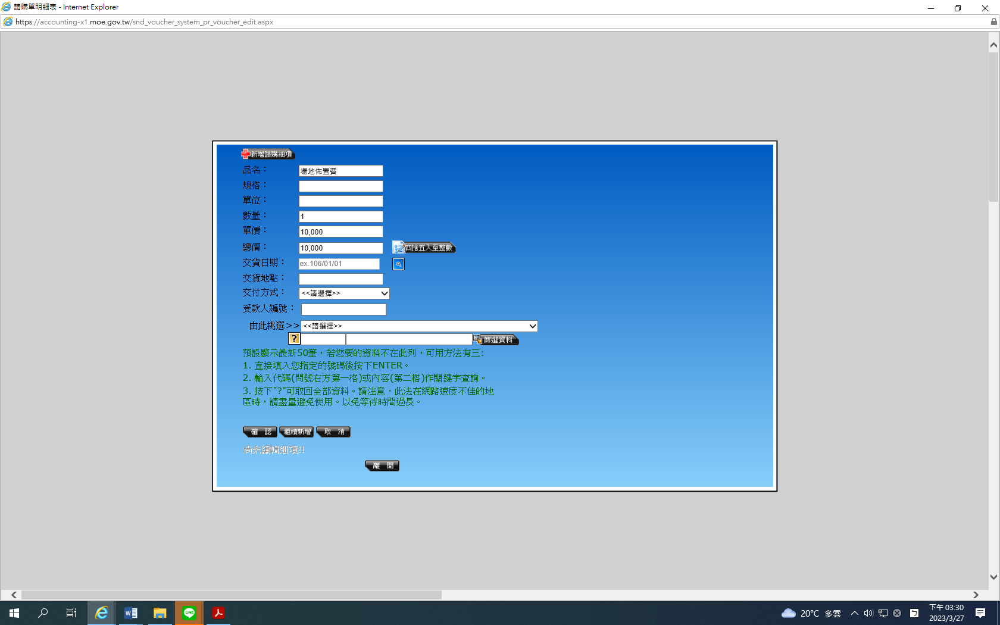 請購單明細表 - Internet Explorer
https://accounting-x1.moe.gov.tw/snd_voucher_system_pr_voucher_edit.aspx
新增請購細項
品名： 場地佈置費
規格：
單位：
數量： 1
單價： 10,000
總價： 10,000 四捨五入至整數
交貨日期： ex.106/01/01
交貨地點：
交付方式： <<請選擇>>
受款人編號：
由此挑選>> <<請選擇>>
? 篩選資料
預設顯示最新50筆，若您要的資料不在此列，可用方法有三:
1. 直接填入您指定的號碼後按下ENTER。
2. 輸入代碼(問號右方第一格)或內容(第二格)作關鍵字查詢。
3. 按下"?"可取回全部資料。請注意，此法在網路速度不佳的地
區時，請盡量避免使用。以免等待時間過長。
確 認 繼續新增 取 消
尚未編輯細項!!
離 開
20°C 多雲
下午 03:30
2023/3/27